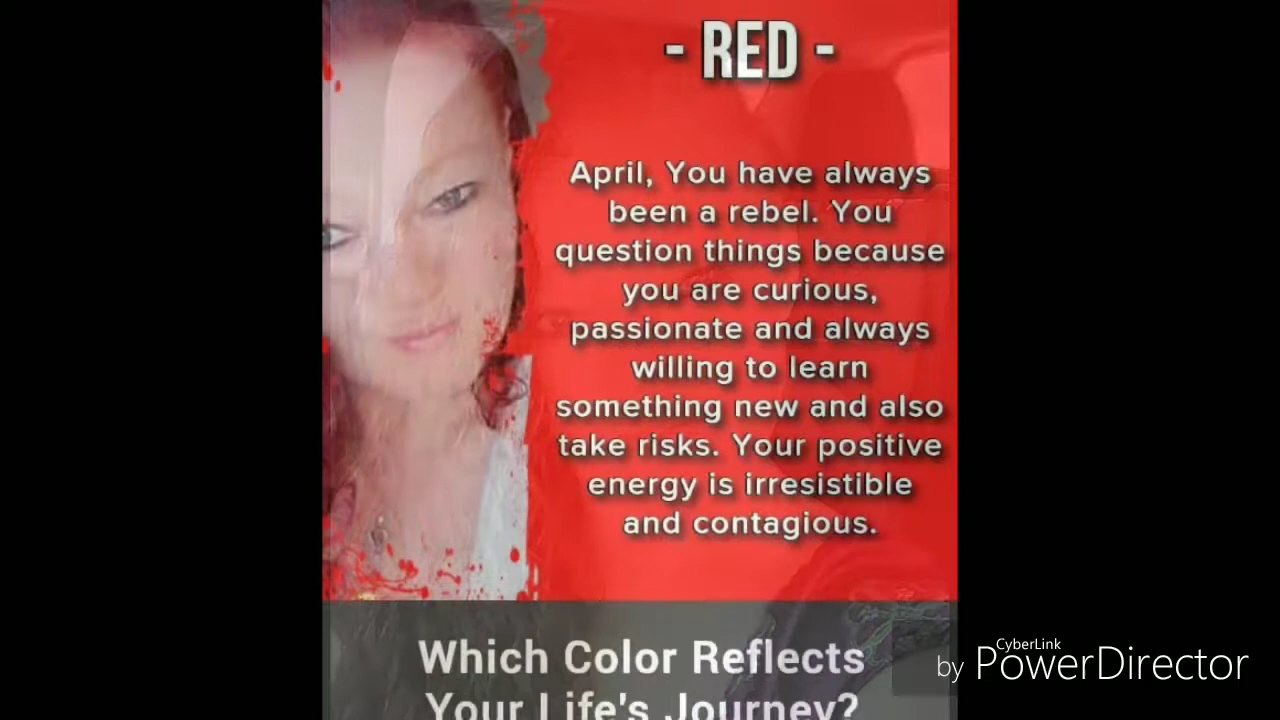 - RED -
April, You have always
been a rebel. You
question things because
you are curious,
passionate and always
willing to learn
something new and also
take risks. Your positive
energy is irresistible
and contagious.
Which Color Reflects
Your Life's Journey?
CyberLink
by PowerDirector